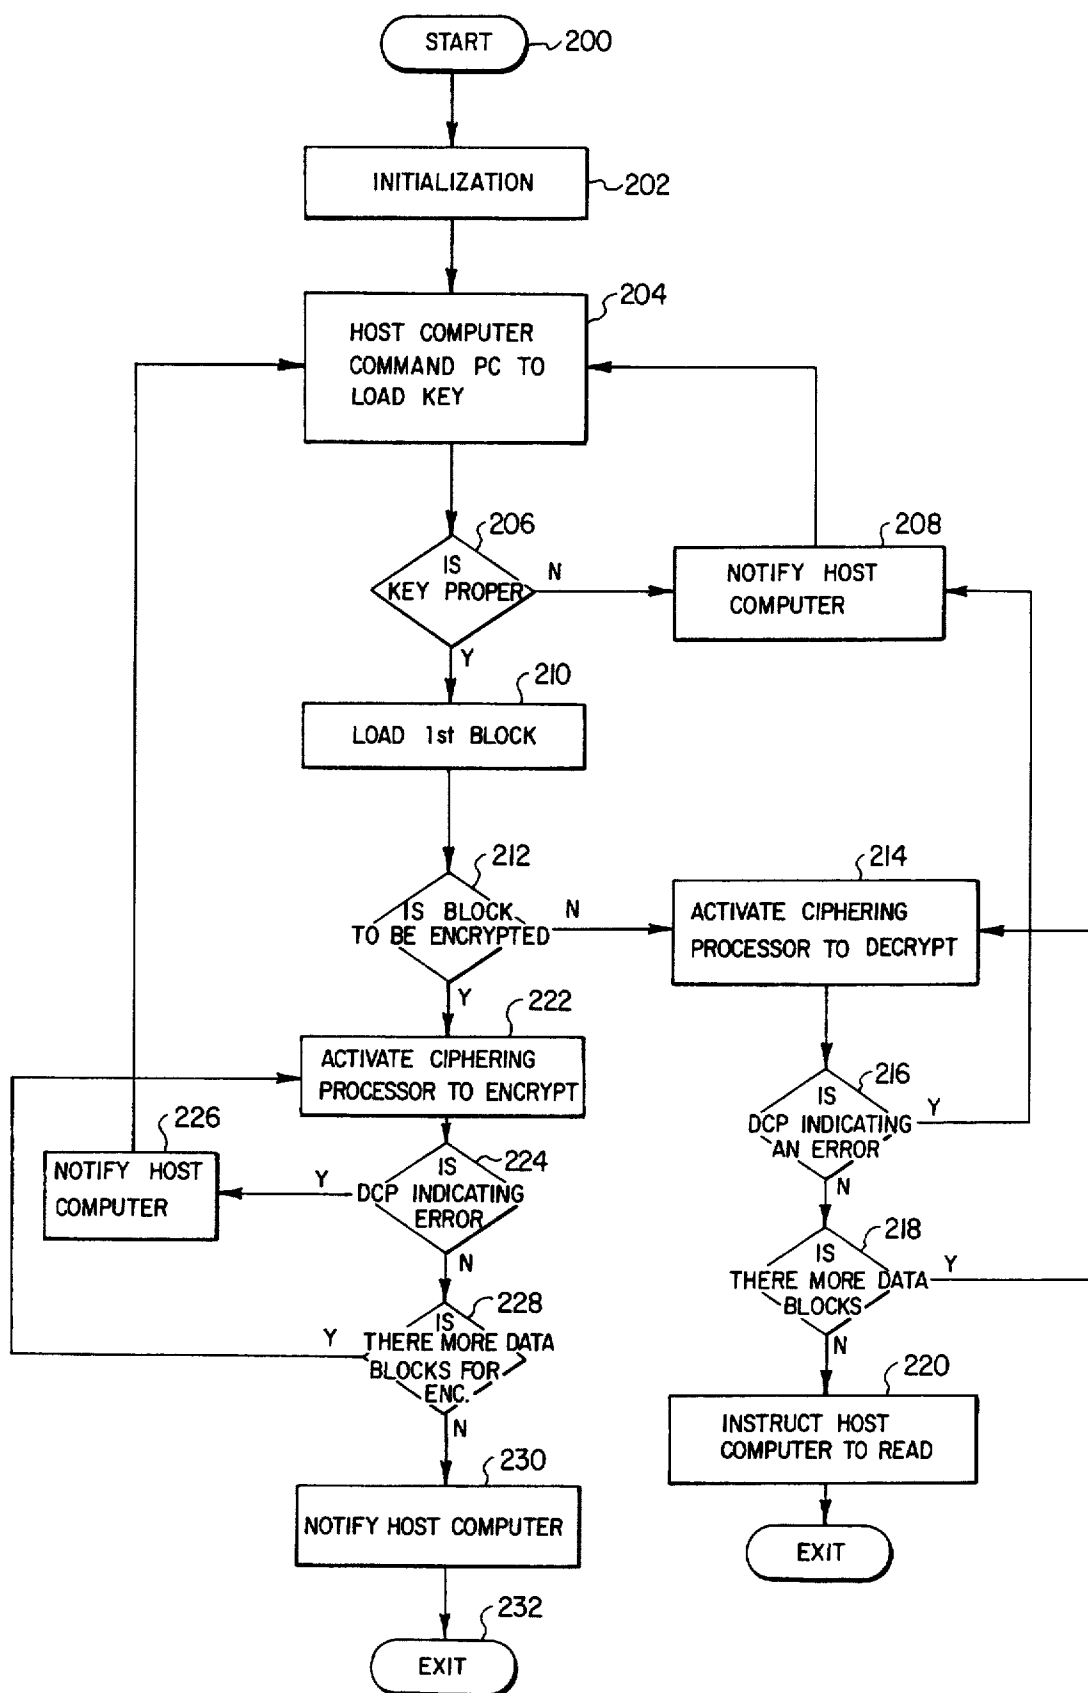 START
200
INITIALIZATION
202
204
HOST COMPUTER
COMMAND PC TO
LOAD KEY
206
IS
KEY PROPER
N
Y
208
NOTIFY HOST
COMPUTER
210
LOAD 1st BLOCK
212
IS BLOCK
TO BE ENCRYPTED
N
Y
214
ACTIVATE CIPHERING
PROCESSOR TO DECRYPT
222
ACTIVATE CIPHERING
PROCESSOR TO ENCRYPT
216
IS
DCP INDICATING
AN ERROR
Y
N
226
NOTIFY HOST
COMPUTER
224
IS
DCP INDICATING
ERROR
Y
N
218
IS
THERE MORE DATA
BLOCKS
Y
N
228
IS
THERE MORE DATA
BLOCKS FOR
ENC.
Y
N
220
INSTRUCT HOST
COMPUTER TO READ
230
NOTIFY HOST COMPUTER
EXIT
232
EXIT